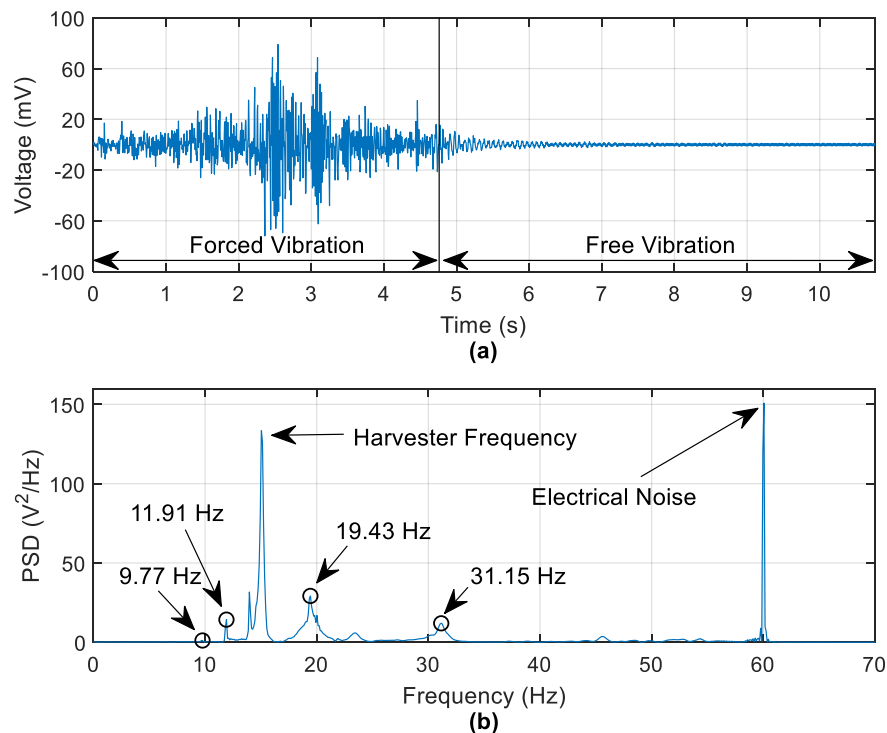 100
60
20
-20
-60
-100
Voltage (mV)
Forced Vibration
Free Vibration
0 1 2 3 4 5 6 7 8 9 10
Time (s)
(a)
150
100
50
0
PSD (V²/Hz)
Harvester Frequency
Electrical Noise
11.91 Hz
19.43 Hz
9.77 Hz
31.15 Hz
0 10 20 30 40 50 60 70
Frequency (Hz)
(b)